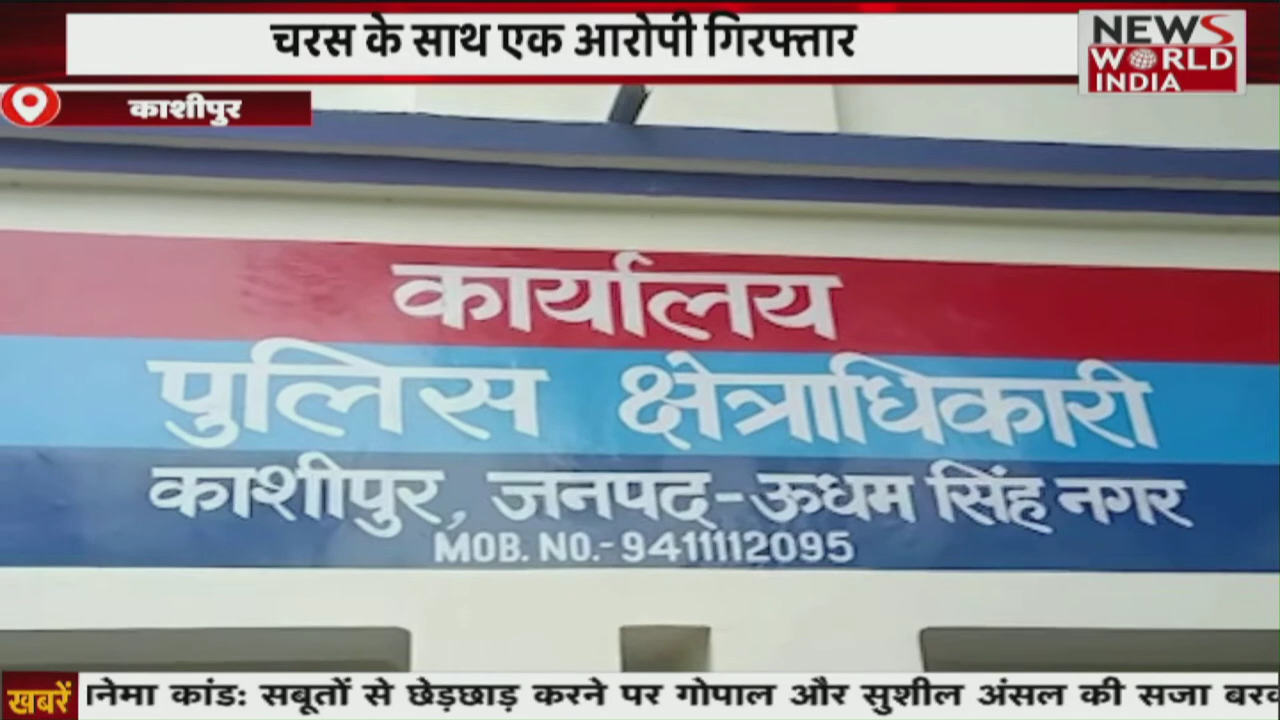 चरस के साथ एक आरोपी गिरफ्तार
NEWS
WORLD
INDIA
काशीपुर
कार्यालय
पुलिस क्षेत्राधिकारी
काशीपुर, जनपद-ऊधम सिंह नगर
MOB. NO.-9411112095
खबरें
कांड: सबूतों से छेड़छाड़ करने पर गोपाल और सुशील अंसल की सजा